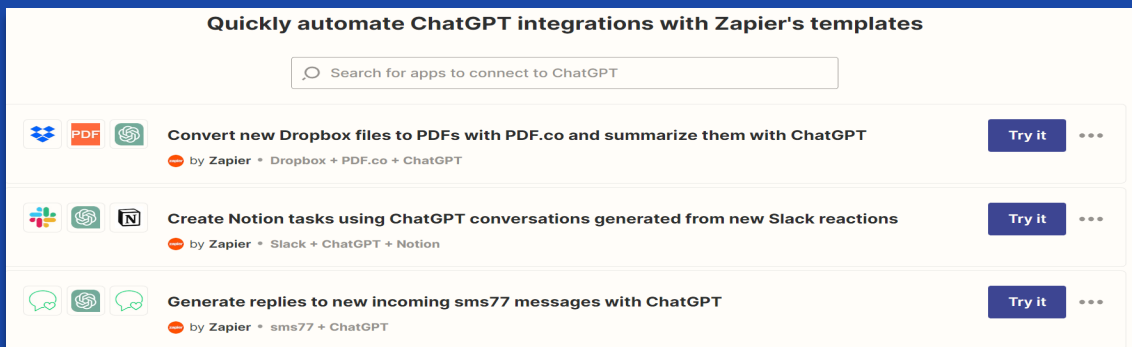 Quickly automate ChatGPT integrations with Zapier's templates
Search for apps to connect to ChatGPT
PDF
Convert new Dropbox files to PDFs with PDF.co and summarize them with ChatGPT
Try it
zapier by Zapier • Dropbox + PDF.co + ChatGPT
Create Notion tasks using ChatGPT conversations generated from new Slack reactions
Try it
zapier by Zapier • Slack + ChatGPT + Notion
Generate replies to new incoming sms77 messages with ChatGPT
Try it
zapier by Zapier • sms77 + ChatGPT